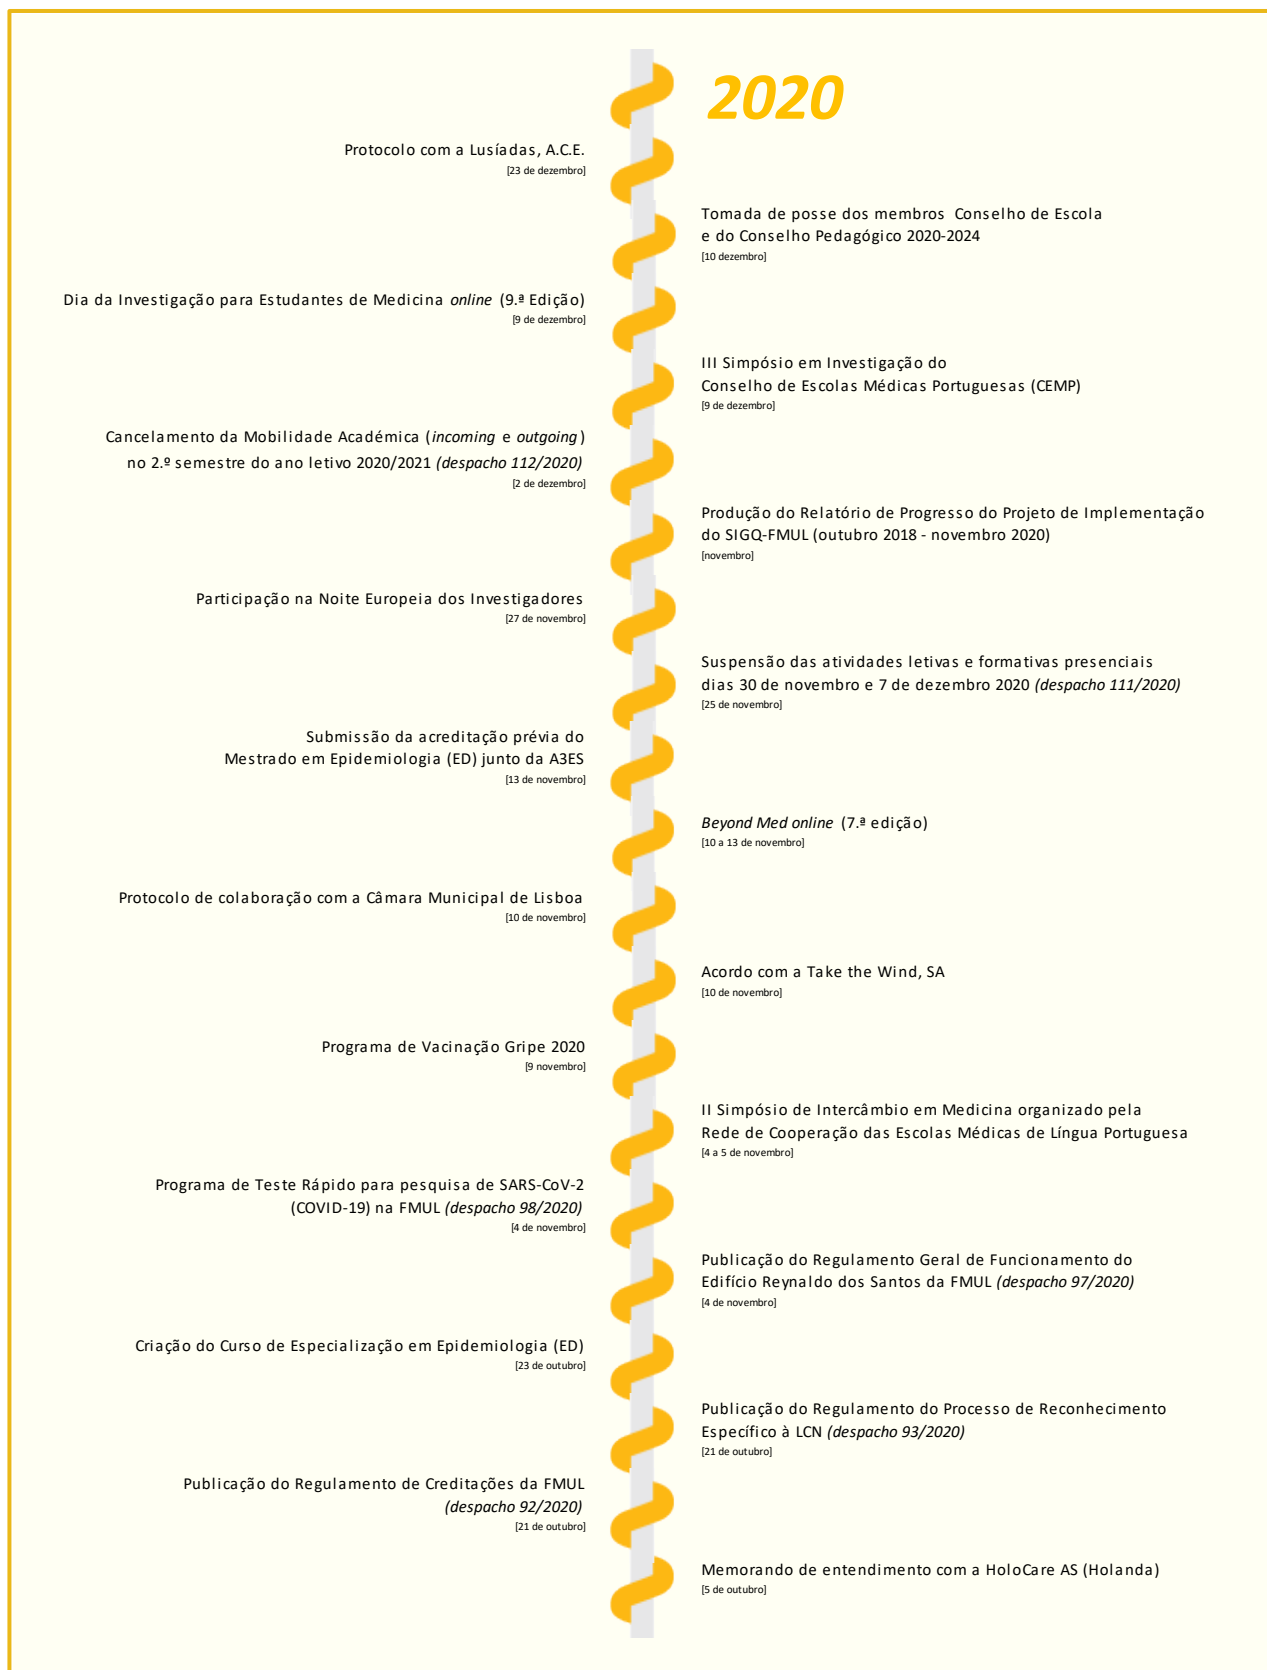 2020
Protocolo com a Lusíadas, A.C.E.
[23 de dezembro]
Tomada de posse dos membros Conselho de Escola
e do Conselho Pedagógico 2020-2024
[10 dezembro]
Dia da Investigação para Estudantes de Medicina online (9.ª Edição)
[9 de dezembro]
III Simpósio em Investigação do
Conselho de Escolas Médicas Portuguesas (CEMP)
[9 de dezembro]
Cancelamento da Mobilidade Académica (incoming e outgoing)
no 2.º semestre do ano letivo 2020/2021 (despacho 112/2020)
[2 de dezembro]
Produção do Relatório de Progresso do Projeto de Implementação
do SIGQ-FMUL (outubro 2018 - novembro 2020)
[novembro]
Participação na Noite Europeia dos Investigadores
[27 de novembro]
Suspensão das atividades letivas e formativas presenciais
dias 30 de novembro e 7 de dezembro 2020 (despacho 111/2020)
[25 de novembro]
Submissão da acreditação prévia do
Mestrado em Epidemiologia (ED) junto da A3ES
[13 de novembro]
Beyond Med online (7.ª edição)
[10 a 13 de novembro]
Protocolo de colaboração com a Câmara Municipal de Lisboa
[10 de novembro]
Acordo com a Take the Wind, SA
[10 de novembro]
Programa de Vacinação Gripe 2020
[9 novembro]
II Simpósio de Intercâmbio em Medicina organizado pela
Rede de Cooperação das Escolas Médicas de Língua Portuguesa
[4 a 5 de novembro]
Programa de Teste Rápido para pesquisa de SARS-CoV-2
(COVID-19) na FMUL (despacho 98/2020)
[4 de novembro]
Publicação do Regulamento Geral de Funcionamento do
Edifício Reynaldo dos Santos da FMUL (despacho 97/2020)
[4 de novembro]
Criação do Curso de Especialização em Epidemiologia (ED)
[23 de outubro]
Publicação do Regulamento do Processo de Reconhecimento
Específico à LCN (despacho 93/2020)
[21 de outubro]
Publicação do Regulamento de Creditações da FMUL
(despacho 92/2020)
[21 de outubro]
Memorando de entendimento com a HoloCare AS (Holanda)
[5 de outubro]